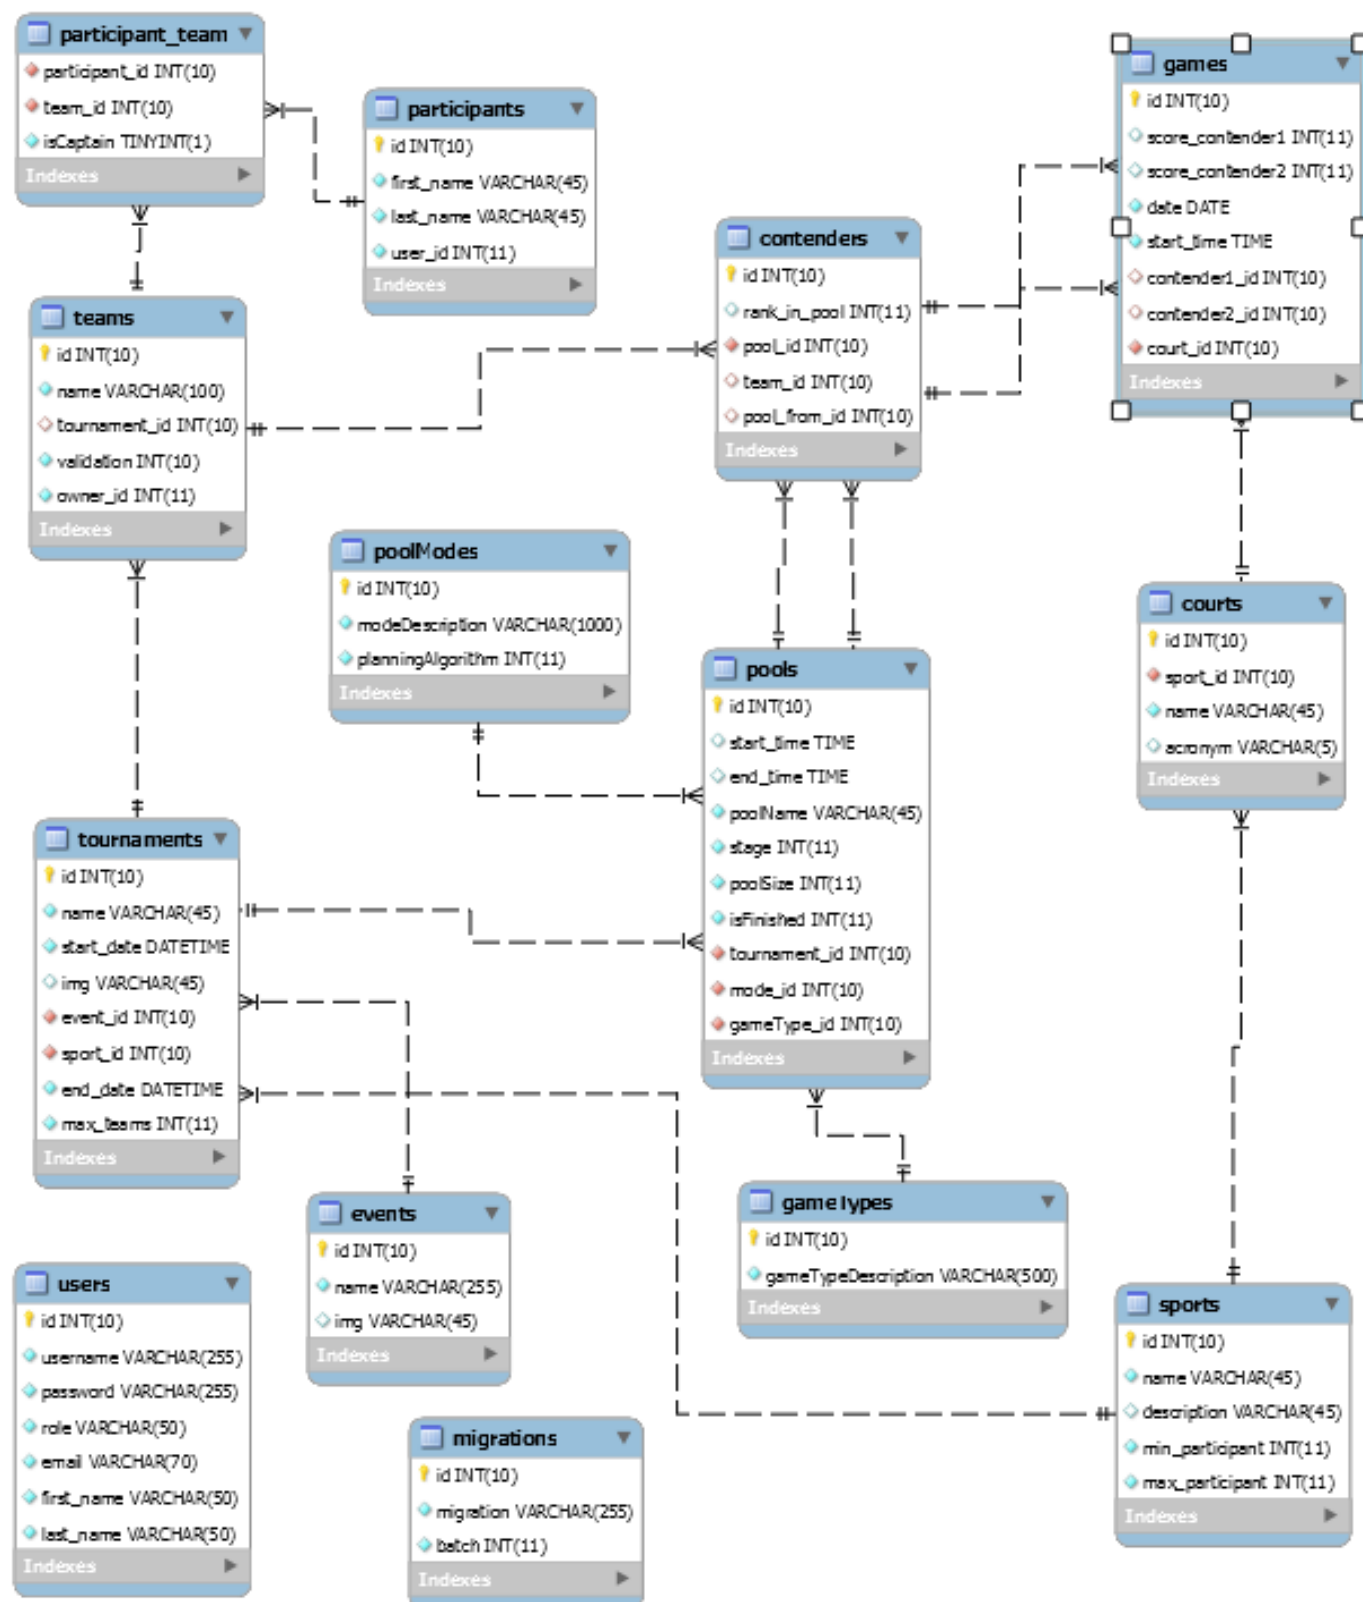 participant_team
participant_id INT(10)
team_id INT(10)
isCaptain TINYINT(1)
Indexes
participants
id INT(10)
first_name VARCHAR(45)
last_name VARCHAR(45)
user_id INT(11)
Indexes
games
id INT(10)
score_contender1 INT(11)
score_contender2 INT(11)
date DATE
start_time TIME
contender1_id INT(10)
contender2_id INT(10)
court_id INT(10)
Indexes
contenders
id INT(10)
rank_in_pool INT(11)
pool_id INT(10)
team_id INT(10)
pool_from_id INT(10)
Indexes
teams
id INT(10)
name VARCHAR(100)
tournament_id INT(10)
validation INT(10)
owner_id INT(11)
Indexes
poolModes
id INT(10)
modeDescription VARCHAR(1000)
planningAlgorithm INT(11)
Indexes
courts
id INT(10)
sport_id INT(10)
name VARCHAR(45)
acronym VARCHAR(5)
Indexes
pools
id INT(10)
start_time TIME
end_time TIME
poolName VARCHAR(45)
stage INT(11)
poolSize INT(11)
isFinished INT(11)
tournament_id INT(10)
mode_id INT(10)
gameType_id INT(10)
Indexes
tournaments
id INT(10)
name VARCHAR(45)
start_date DATETIME
img VARCHAR(45)
event_id INT(10)
sport_id INT(10)
end_date DATETIME
max_teams INT(11)
Indexes
events
id INT(10)
name VARCHAR(255)
img VARCHAR(45)
Indexes
gameTypes
id INT(10)
gameTypeDescription VARCHAR(500)
Indexes
users
id INT(10)
username VARCHAR(255)
password VARCHAR(255)
role VARCHAR(50)
email VARCHAR(70)
first_name VARCHAR(50)
last_name VARCHAR(50)
Indexes
sports
id INT(10)
name VARCHAR(45)
description VARCHAR(45)
min_participant INT(11)
max_participant INT(11)
Indexes
migrations
id INT(10)
migration VARCHAR(255)
batch INT(11)
Indexes